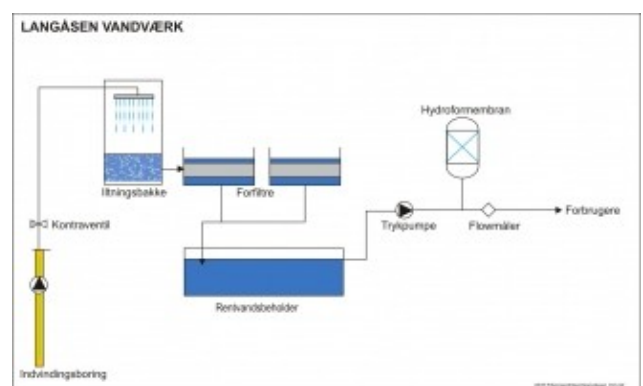 LANGÅSEN VANDVÆRK
Hydroformembran
Iltningsbakke
Forfiltre
Kontraventil
Trykpumpe
Flowmåler
Forbrugere
Rentvandsbeholder
Indvindingsboring